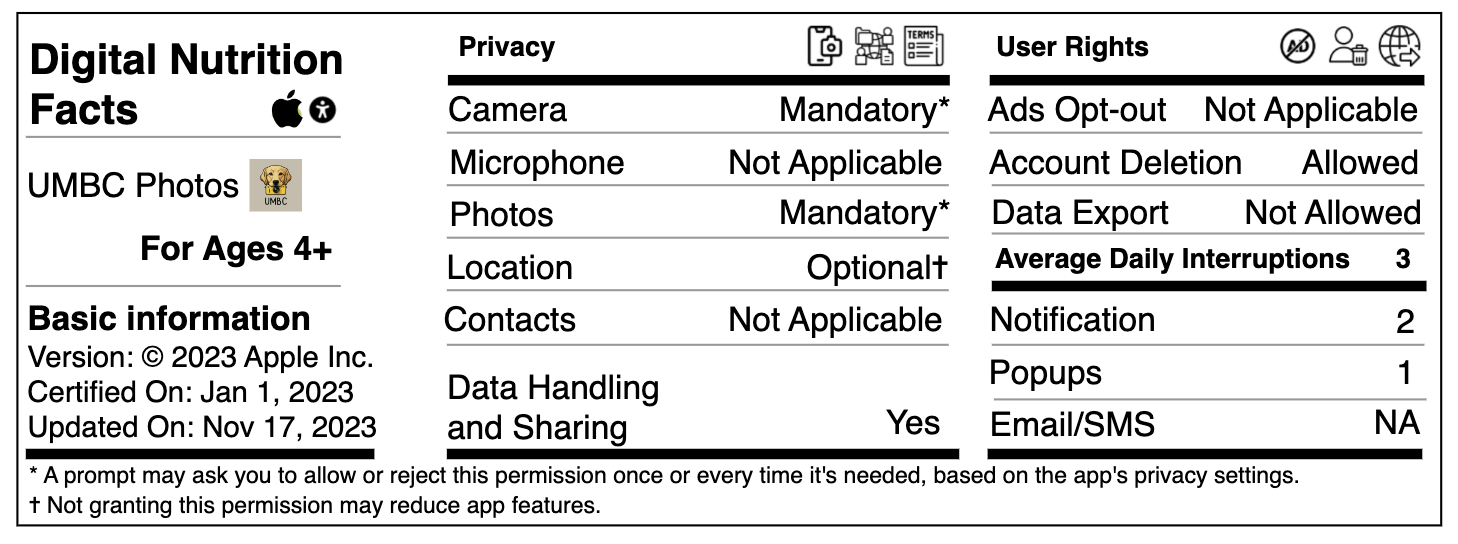 Digital Nutrition
Facts
UMBC Photos
UMBC
For Ages 4+
Basic information
Version: © 2023 Apple Inc.
Certified On: Jan 1, 2023
Updated On: Nov 17, 2023
Privacy
TERMS
Camera Mandatory*
Microphone Not Applicable
Photos Mandatory*
Location Optional†
Contacts Not Applicable
Data Handling
and Sharing Yes
User Rights
AD
Ads Opt-out Not Applicable
Account Deletion Allowed
Data Export Not Allowed
Average Daily Interruptions 3
Notification 2
Popups 1
Email/SMS NA
* A prompt may ask you to allow or reject this permission once or every time it's needed, based on the app's privacy settings.
† Not granting this permission may reduce app features.